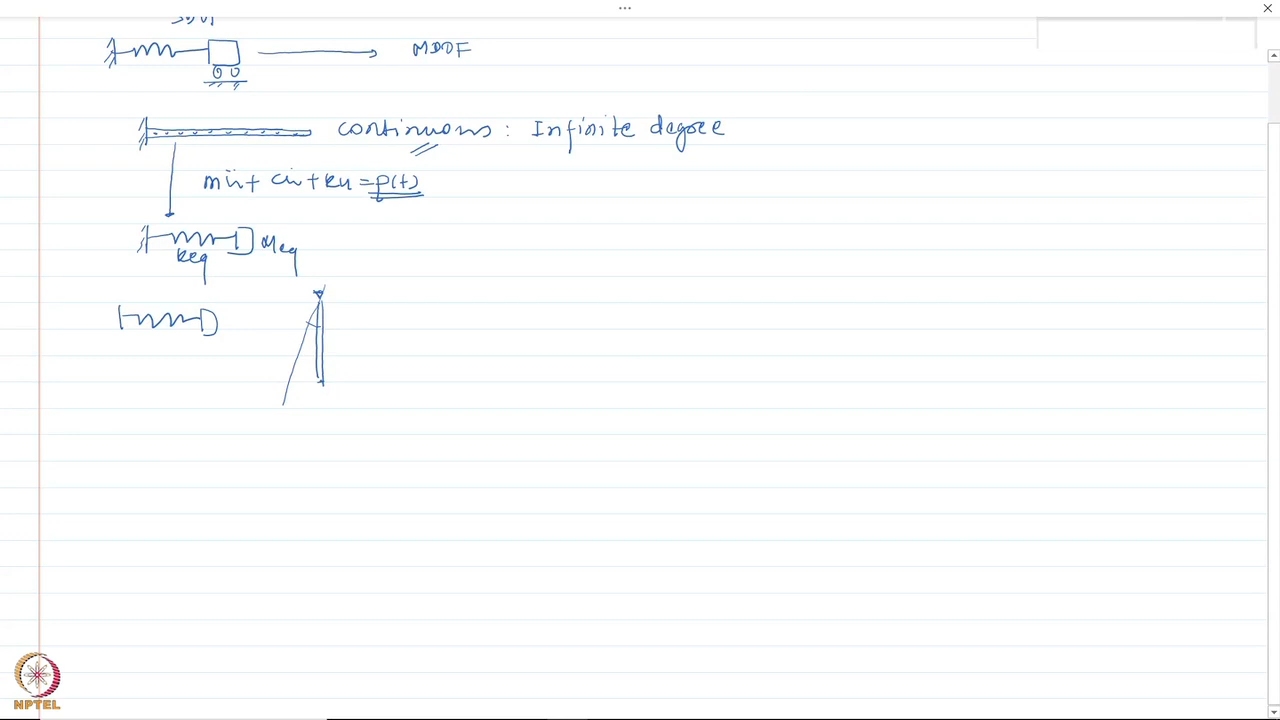 MDOF
continuous : Infinite degree
mü + cu̇ + ku = p(t)
Meq
keq
NPTEL